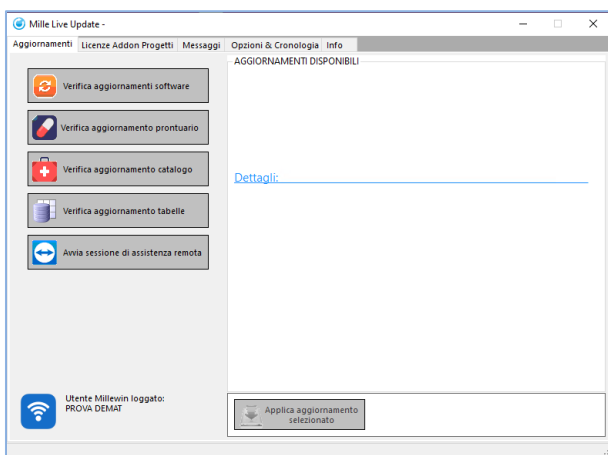 Mille Live Update -
Aggiornamenti Licenze Addon Progetti Messaggi Opzioni & Cronologia Info
AGGIORNAMENTI DISPONIBILI
Verifica aggiornamenti software
Verifica aggiornamento prontuario
Verifica aggiornamento catalogo
Verifica aggiornamento tabelle
Avvia sessione di assistenza remota
Dettagli:
Utente Millewin loggato:
PROVA DEMAT
Applica aggiornamento
selezionato